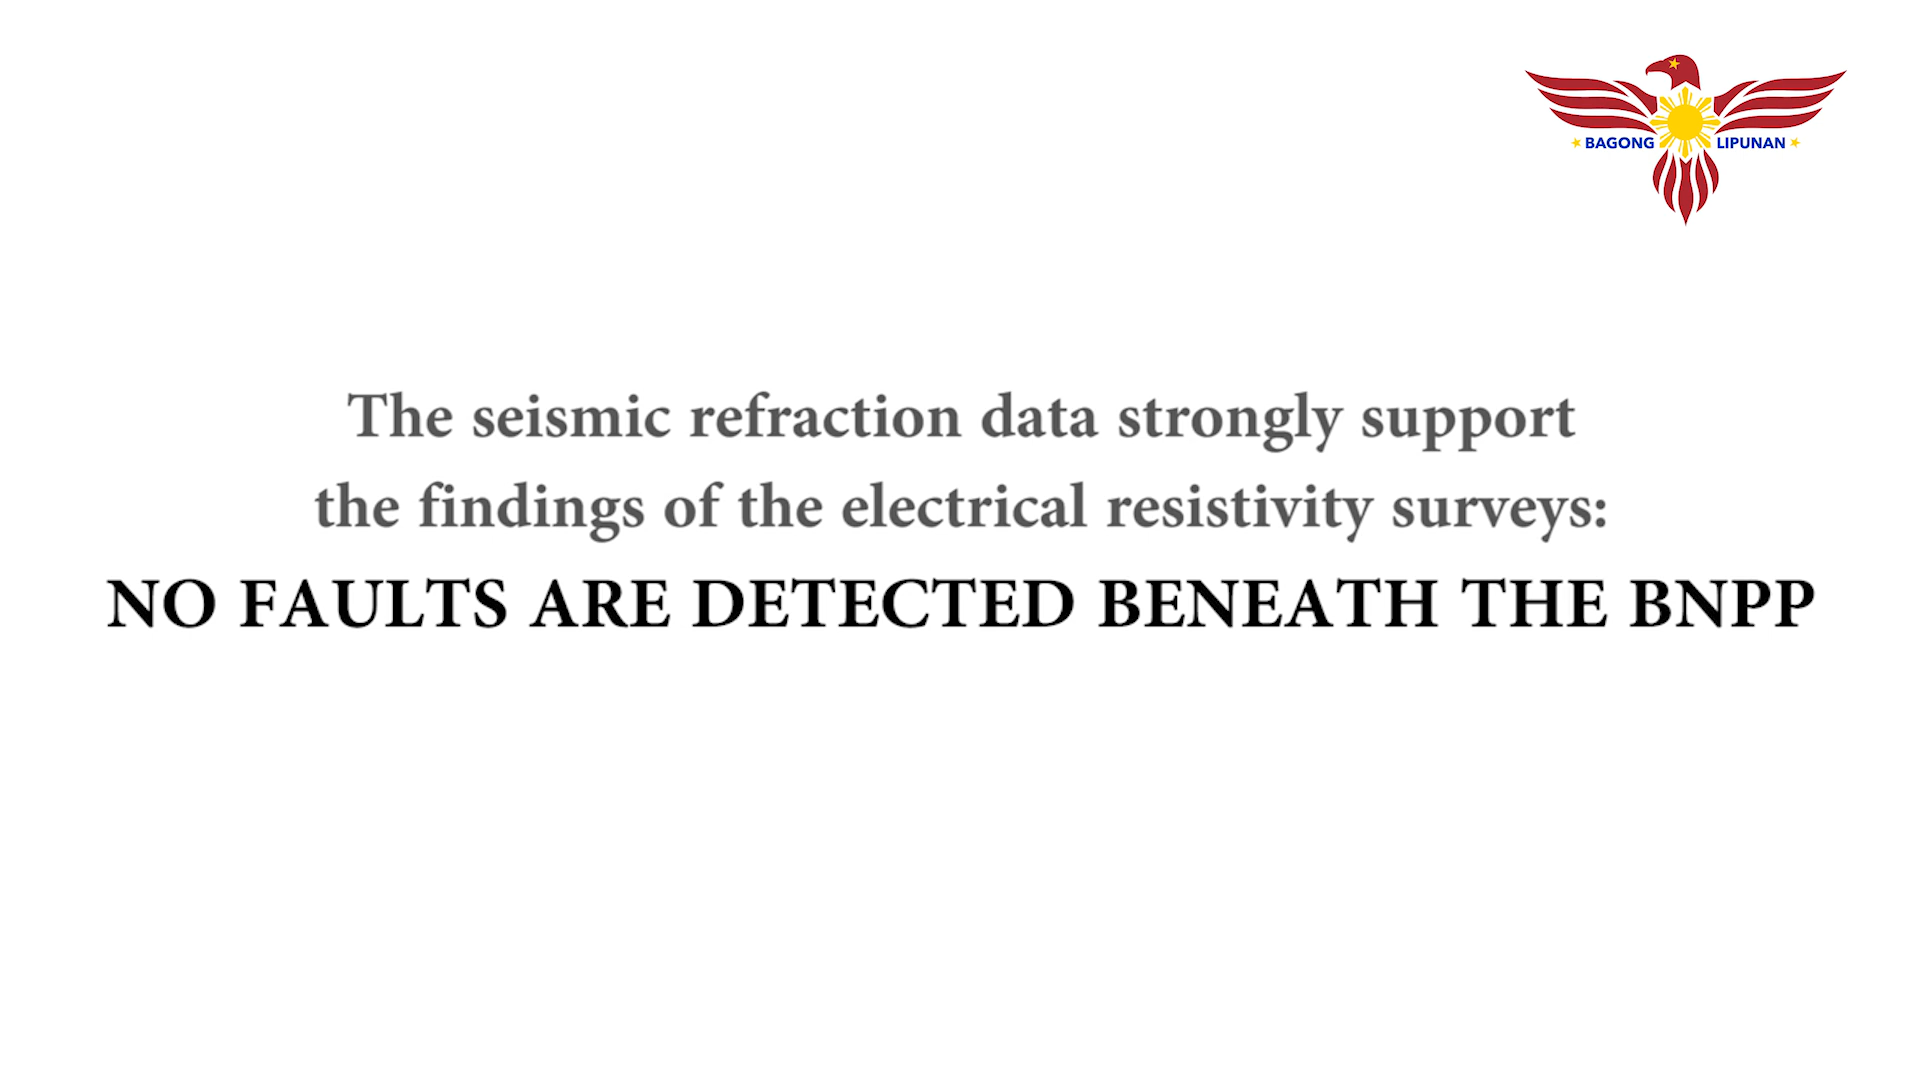 BAGONG LIPUNAN
The seismic refraction data strongly support
the findings of the electrical resistivity surveys:
NO FAULTS ARE DETECTED BENEATH THE BNPP